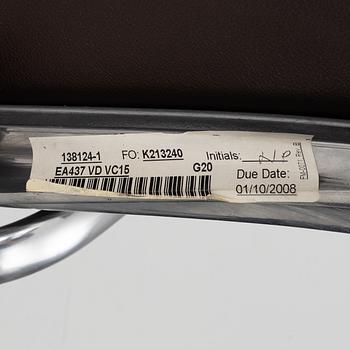 138124-1 FO: K213240 Initials:
EA437 VD VC15 G20 Due Date:
01/10/2008